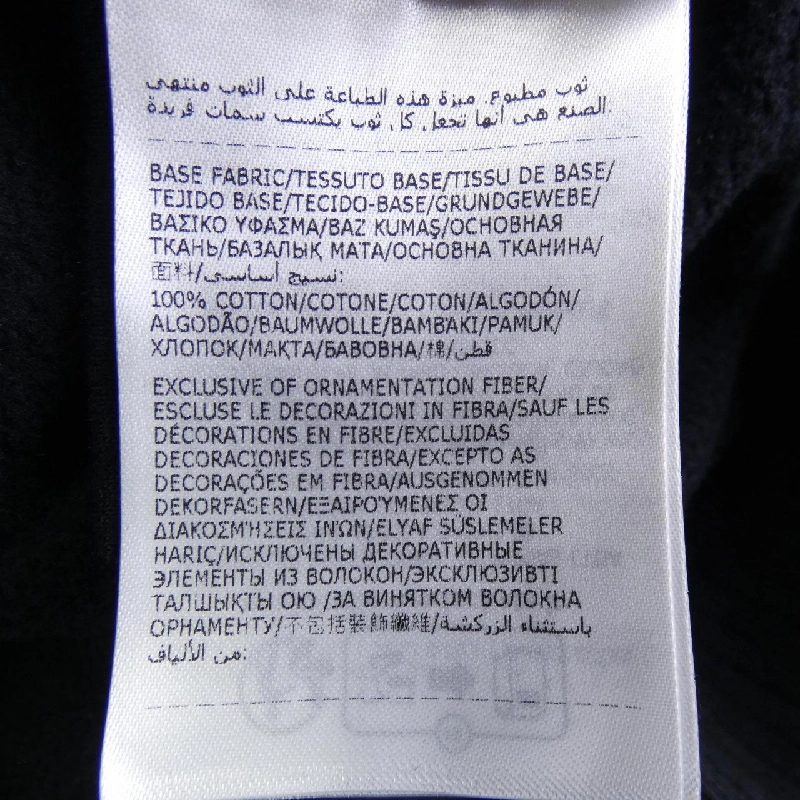 ثوب مطبوع. ميزة هذه الطباعة على الثوب منتهي
الصنع هي أنها تجعل كل ثوب يكتسب سمات فريدة.
BASE FABRIC/TESSUTO BASE/TISSU DE BASE/
TEJIDO BASE/TECIDO-BASE/GRUNDGEWEBE/
ΒΑΣΙΚΟ ΥΦΑΣΜΑ/BAZ KUMAŞ/ОСНОВНАЯ
ТКАНЬ/БАЗАЛЫҚ МАТА/ОСНОВНА ТКАНИНА/
面料/نسيج أساسي:
100% COTTON/COTONE/COTON/ALGODÓN/
ALGODÃO/BAUMWOLLE/ΒΑΜΒΑΚΙ/PAMUK/
ХЛОПОК/МАҚТА/БАВОВНА/棉/قطن
EXCLUSIVE OF ORNAMENTATION FIBER/
ESCLUSE LE DECORAZIONI IN FIBRA/SAUF LES
DÉCORATIONS EN FIBRE/EXCLUIDAS
DECORACIONES DE FIBRA/EXCEPTO AS
DECORAÇÕES EM FIBRA/AUSGENOMMEN
DEKORFASERN/ΕΞΑΙΡΟΎΜΕΝΕΣ ΟΙ
ΔΙΑΚΟΣΜΉΣΕΙΣ ΙΝΏΝ/ELYAF SÜSLEMELER
HARIÇ/ИСКЛЮЧЕНЫ ДЕКОРАТИВНЫЕ
ЭЛЕМЕНТЫ ИЗ ВОЛОКОН/ЭКСКЛЮЗИВТІ
ТАЛШЫҚТЫ ОЮ /ЗА ВИНЯТКОМ ВОЛОКНА
ОРНАМЕНТУ/不包括裝飾纖維/باستثناء الزركشة
من الألياف: